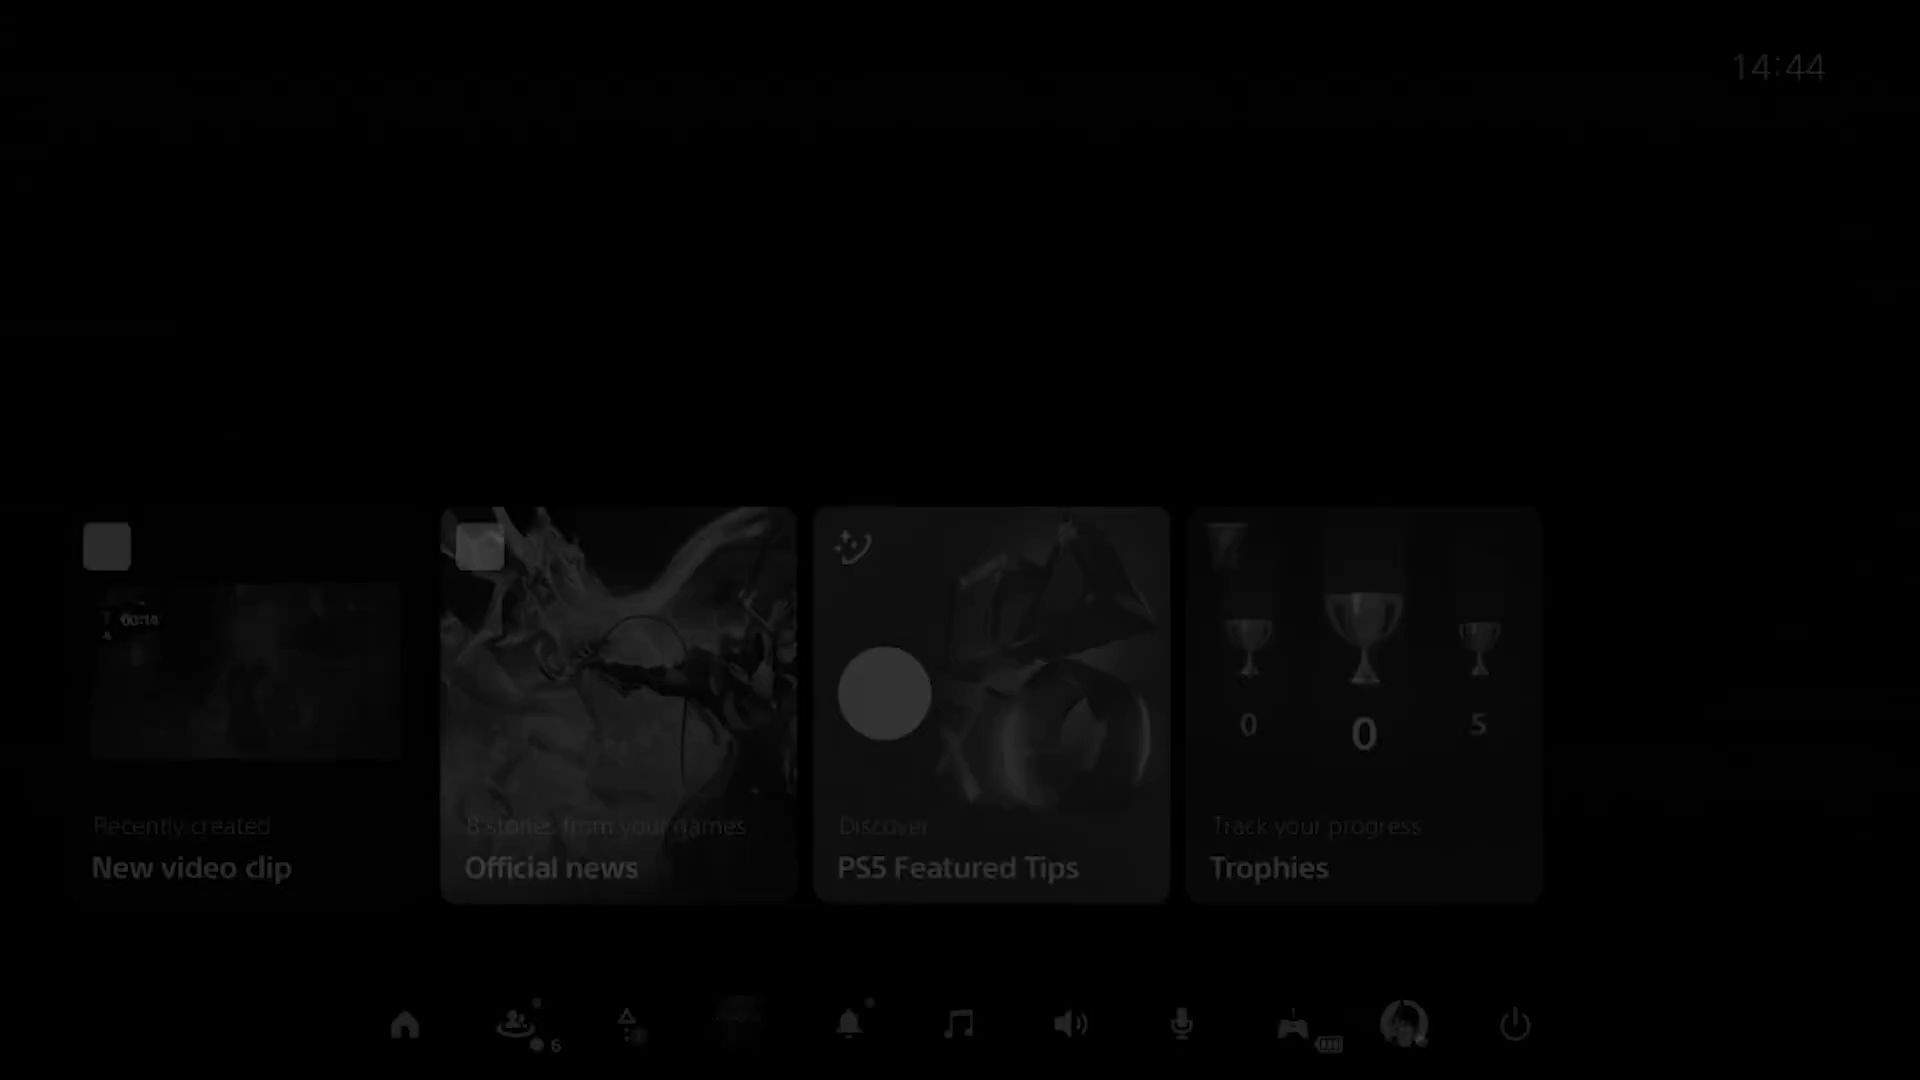 14:44
00:16
Recently created
New video clip
8 stories from your games
Official news
Discover
PS5 Featured Tips
0
0
5
Track your progress
Trophies
6